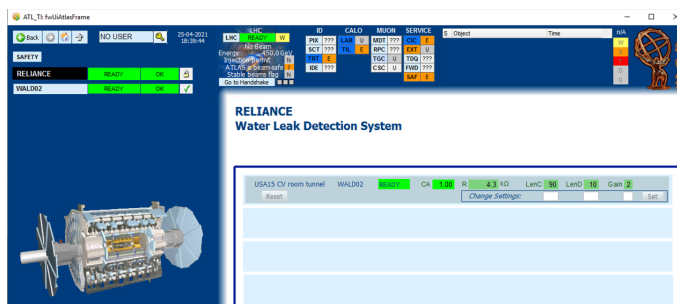 ATL_TI: fwUiAtlasFrame
Back
NO USER
25-04-2021
18:39:44
SAFETY
RELIANCE READY OK
WALD02 READY OK
LHC
LHC READY W
No Beam
Energy: 450.0 GeV
Injection permit N
ATLAS is beam-safe ?
Stable beams flag N
Go to Handshake
ID CALO MUON SERVICE
PIX ??? LAR U MDT ??? CIC E
SCT ??? TIL E RPC ??? EXT U
TRT E TGC U TDQ ???
IDE ??? CSC U FWD ???
SAF E
S Object Time
n/A
W
E
F
D
U
RELIANCE
Water Leak Detection System
USA15 CV room tunnel WALD02 READY CA 1.00 R 4.3 kΩ LenC 90 LenD 10 Gain 2
Reset Change Settings: Set